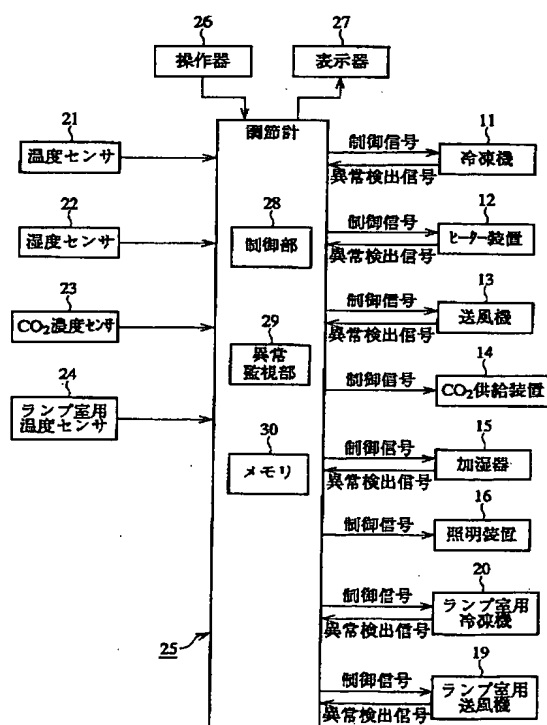 26
操作器
27
表示器
調節計
21
温度センサ
22
湿度センサ
23
CO2濃度センサ
24
ランプ室用
温度センサ
28
制御部
29
異常
監視部
30
メモリ
25
制御信号
異常検出信号
11
冷凍機
制御信号
異常検出信号
12
ヒーター装置
制御信号
異常検出信号
13
送風機
制御信号
14
CO2供給装置
制御信号
異常検出信号
15
加湿器
制御信号
16
照明装置
制御信号
異常検出信号
20
ランプ室用
冷凍機
制御信号
異常検出信号
19
ランプ室用
送風機